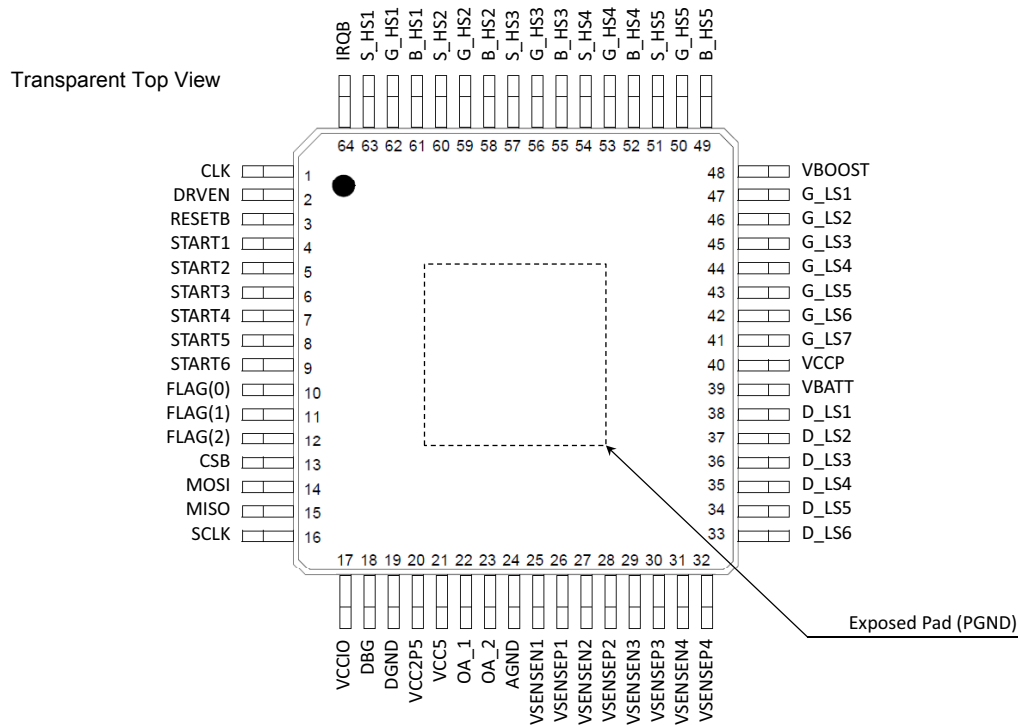 Transparent Top View
IRQB
S_HS1
G_HS1
B_HS1
S_HS2
G_HS2
B_HS2
S_HS3
G_HS3
B_HS3
S_HS4
G_HS4
B_HS4
S_HS5
G_HS5
B_HS5
64 63 62 61 60 59 58 57 56 55 54 53 52 51 50 49
CLK 1
DRVEN 2
RESETB 3
START1 4
START2 5
START3 6
START4 7
START5 8
START6 9
FLAG(0) 10
FLAG(1) 11
FLAG(2) 12
CSB 13
MOSI 14
MISO 15
SCLK 16
48 VBOOST
47 G_LS1
46 G_LS2
45 G_LS3
44 G_LS4
43 G_LS5
42 G_LS6
41 G_LS7
40 VCCP
39 VBATT
38 D_LS1
37 D_LS2
36 D_LS3
35 D_LS4
34 D_LS5
33 D_LS6
17 18 19 20 21 22 23 24 25 26 27 28 29 30 31 32
VCCIO
DBG
DGND
VCC2P5
VCC5
OA_1
OA_2
AGND
VSENSEN1
VSENSEP1
VSENSEN2
VSENSEP2
VSENSEN3
VSENSEP3
VSENSEN4
VSENSEP4
Exposed Pad (PGND)